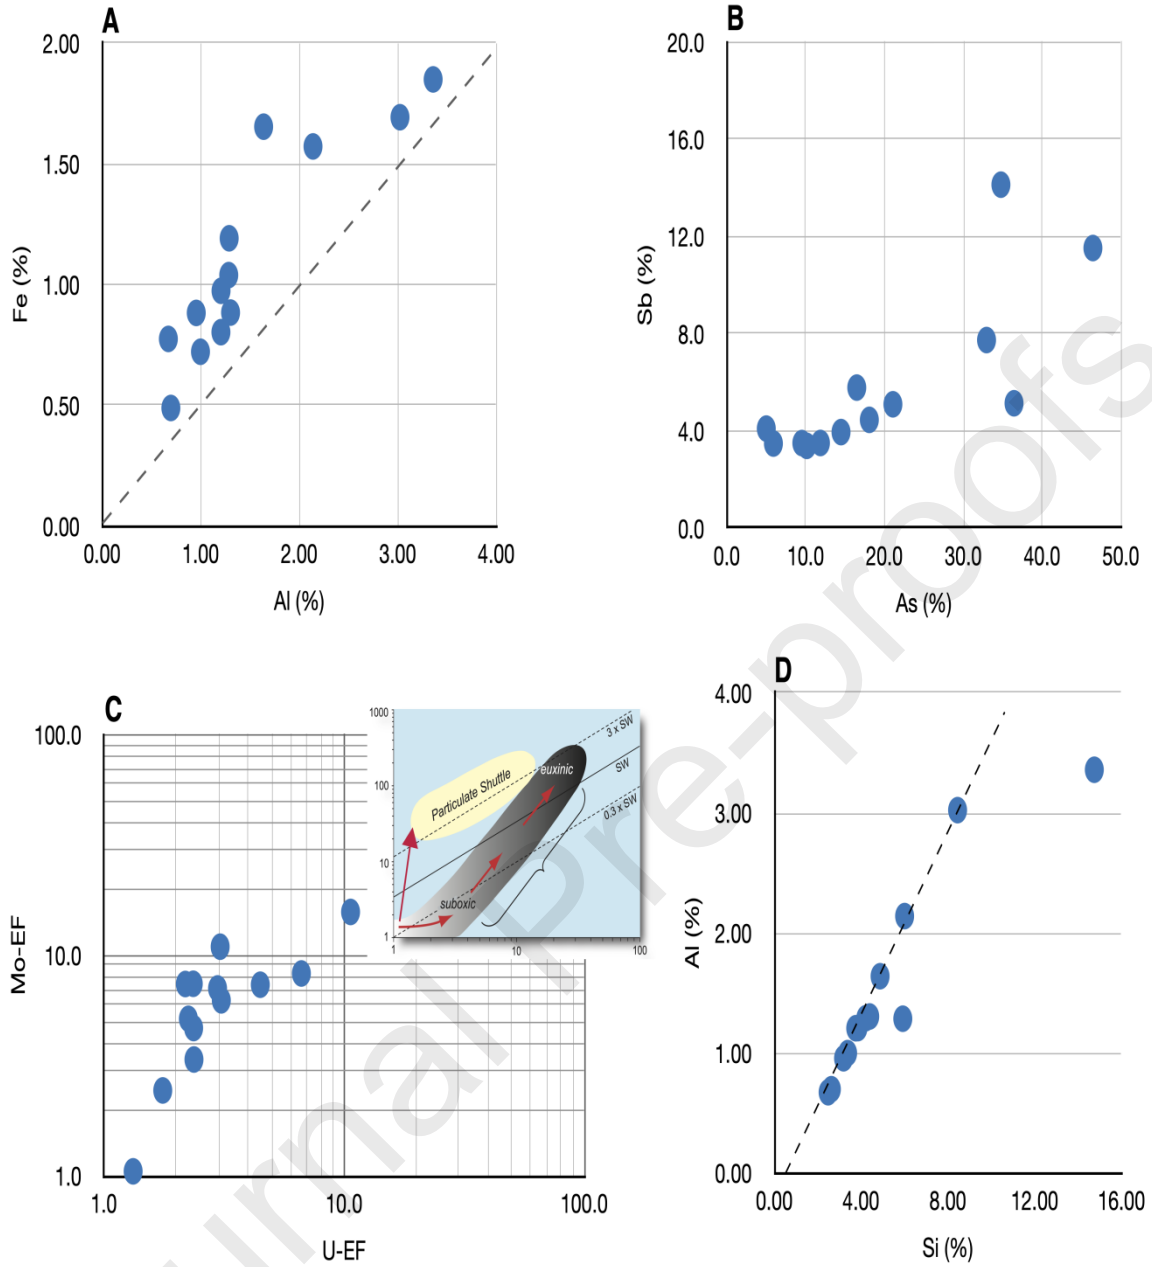 A
2.00
1.50
1.00
0.50
0.00
Fe (%)
0.00 1.00 2.00 3.00 4.00
Al (%)
B
20.0
16.0
12.0
8.0
4.0
0.0
Sb (%)
0.0 10.0 20.0 30.0 40.0 50.0
As (%)
C
100.0
10.0
1.0
Mo-EF
1.0 10.0 100.0
U-EF
1000
100
10
1
1 10 100
Particulate Shuttle
euxinic
suboxic
3 x SW
SW
0.3 x SW
D
4.00
3.00
2.00
1.00
0.00
Al (%)
0.00 4.00 8.00 12.00 16.00
Si (%)
urnal Pre-proofs